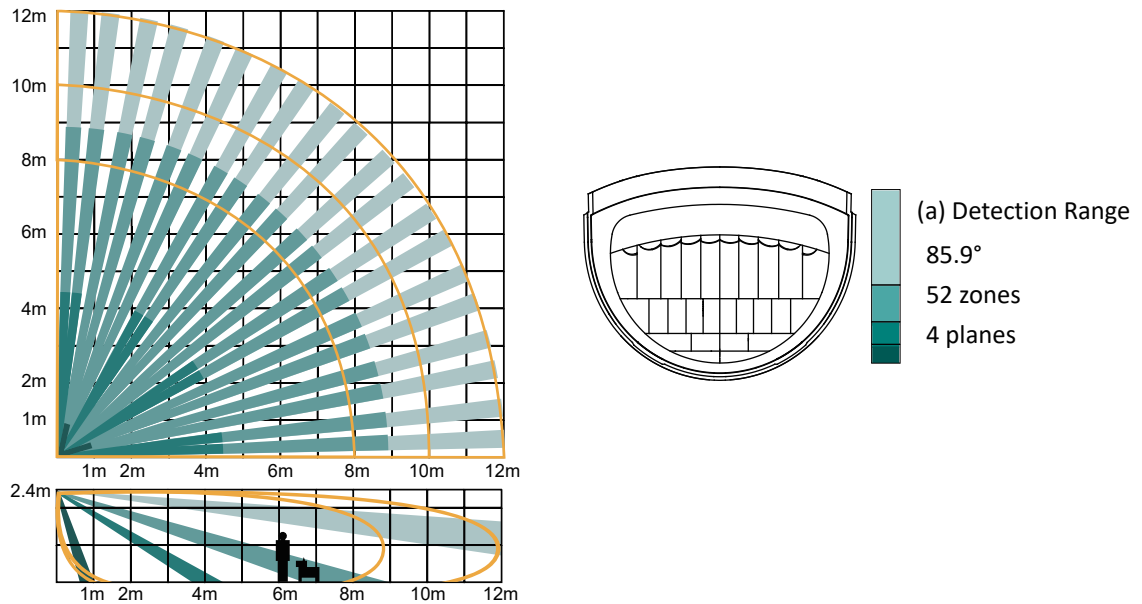 12m
10m
8m
6m
4m
2m
1m
1m 2m 4m 6m 8m 10m 12m
(a) Detection Range
85.9°
52 zones
4 planes
2.4m
1m 2m 4m 6m 8m 10m 12m